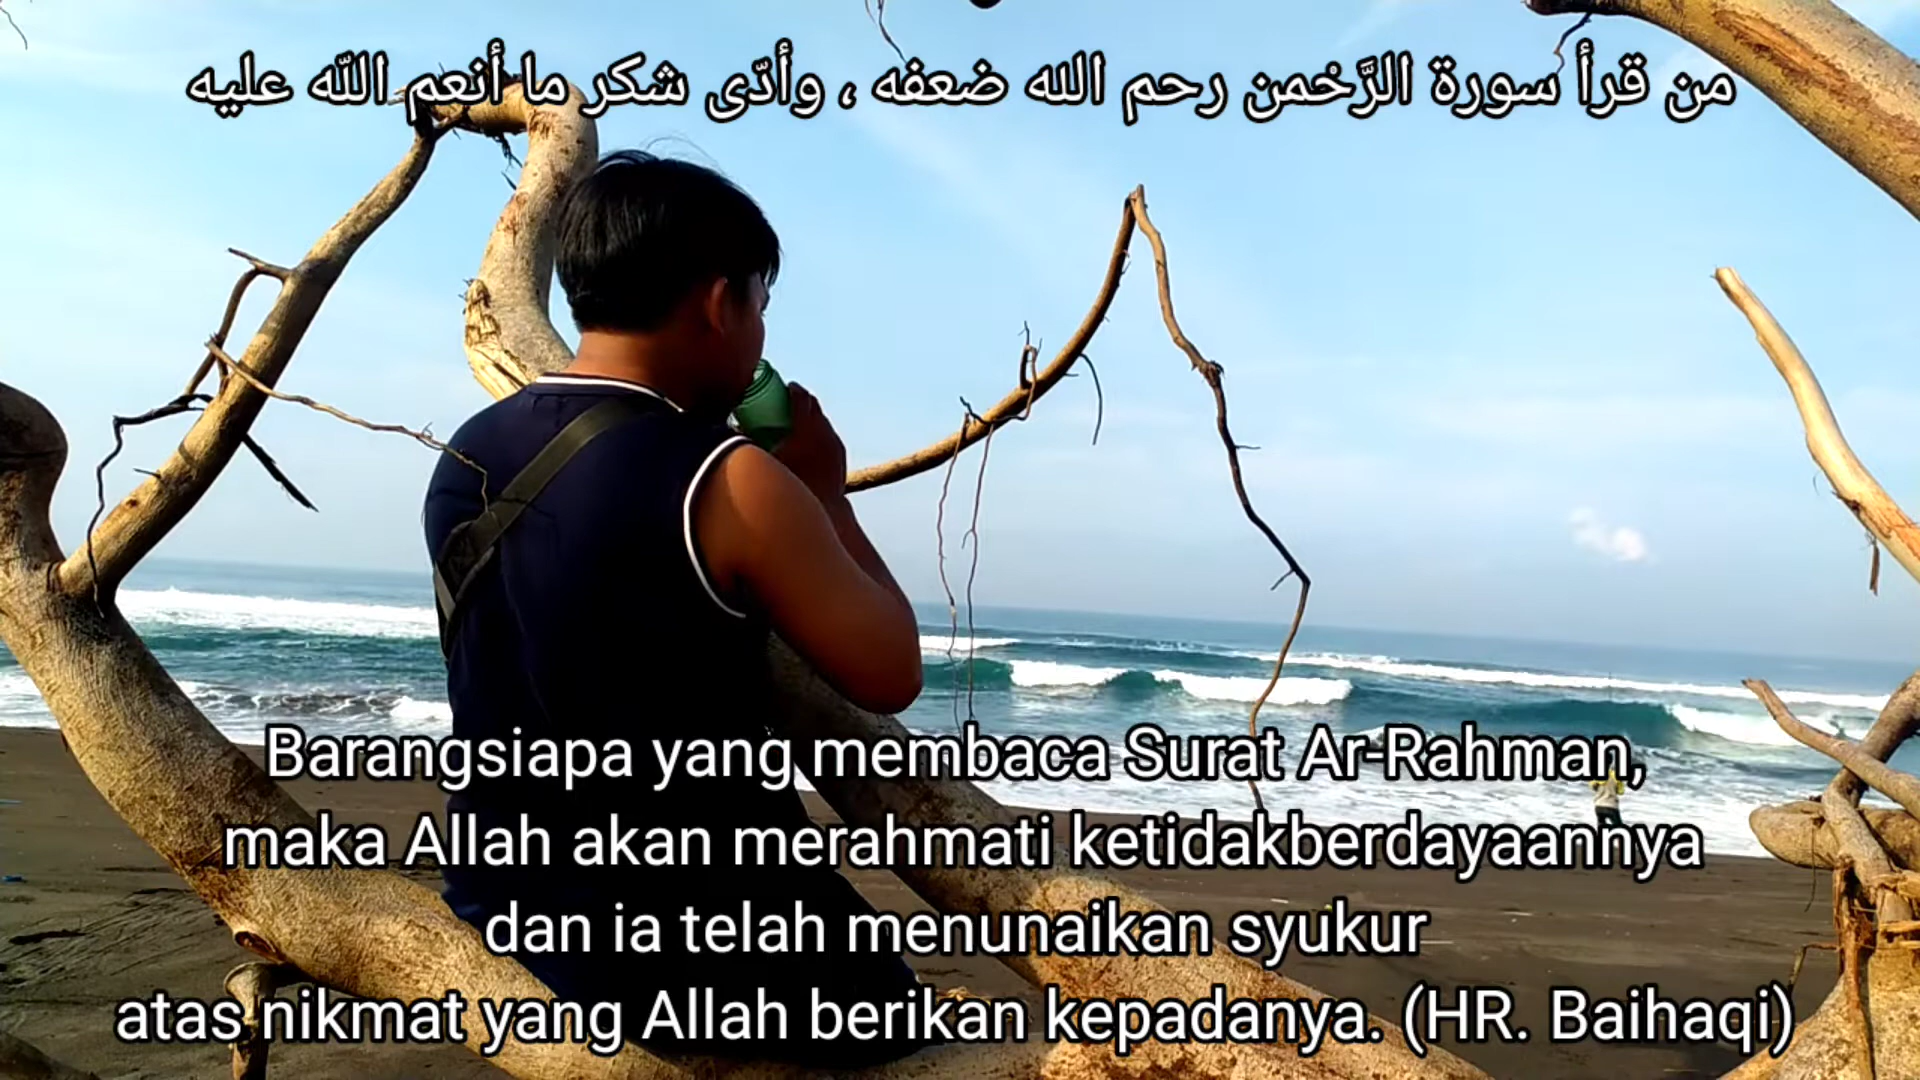 من قرأ سورة الرَّحْمن رحم الله ضعفه ، وأدّى شكر ما أنعم اللّه عليه
Barangsiapa yang membaca Surat Ar-Rahman,
maka Allah akan merahmati ketidakberdayaannya
dan ia telah menunaikan syukur
atas nikmat yang Allah berikan kepadanya. (HR. Baihaqi)